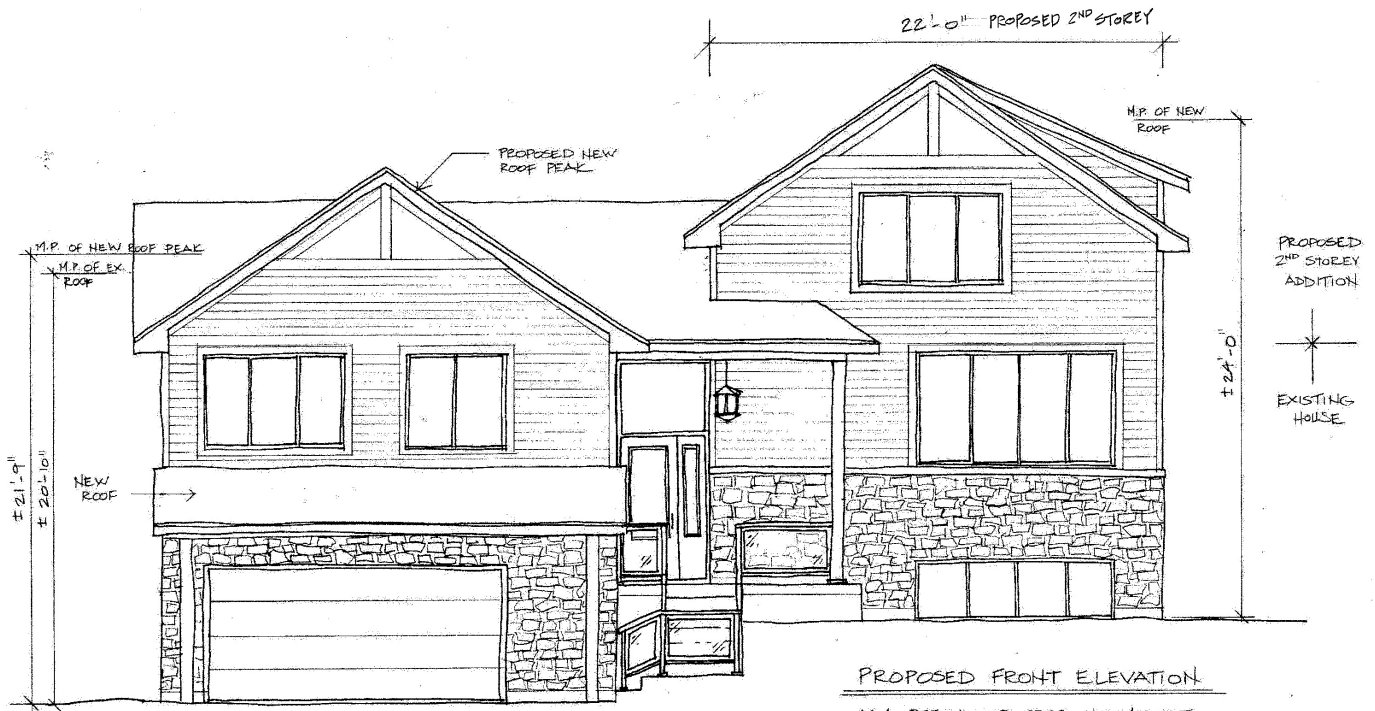 22'-0" PROPOSED 2ND STOREY
M.P. OF NEW
ROOF
PROPOSED NEW
ROOF PEAK
M.P. OF NEW ROOF PEAK
M.P. OF EX.
ROOF
PROPOSED
2ND STOREY
ADDITION
±24'-0"
EXISTING
HOUSE
NEW
ROOF
±21'-9"
±20'-10"
PROPOSED FRONT ELEVATION